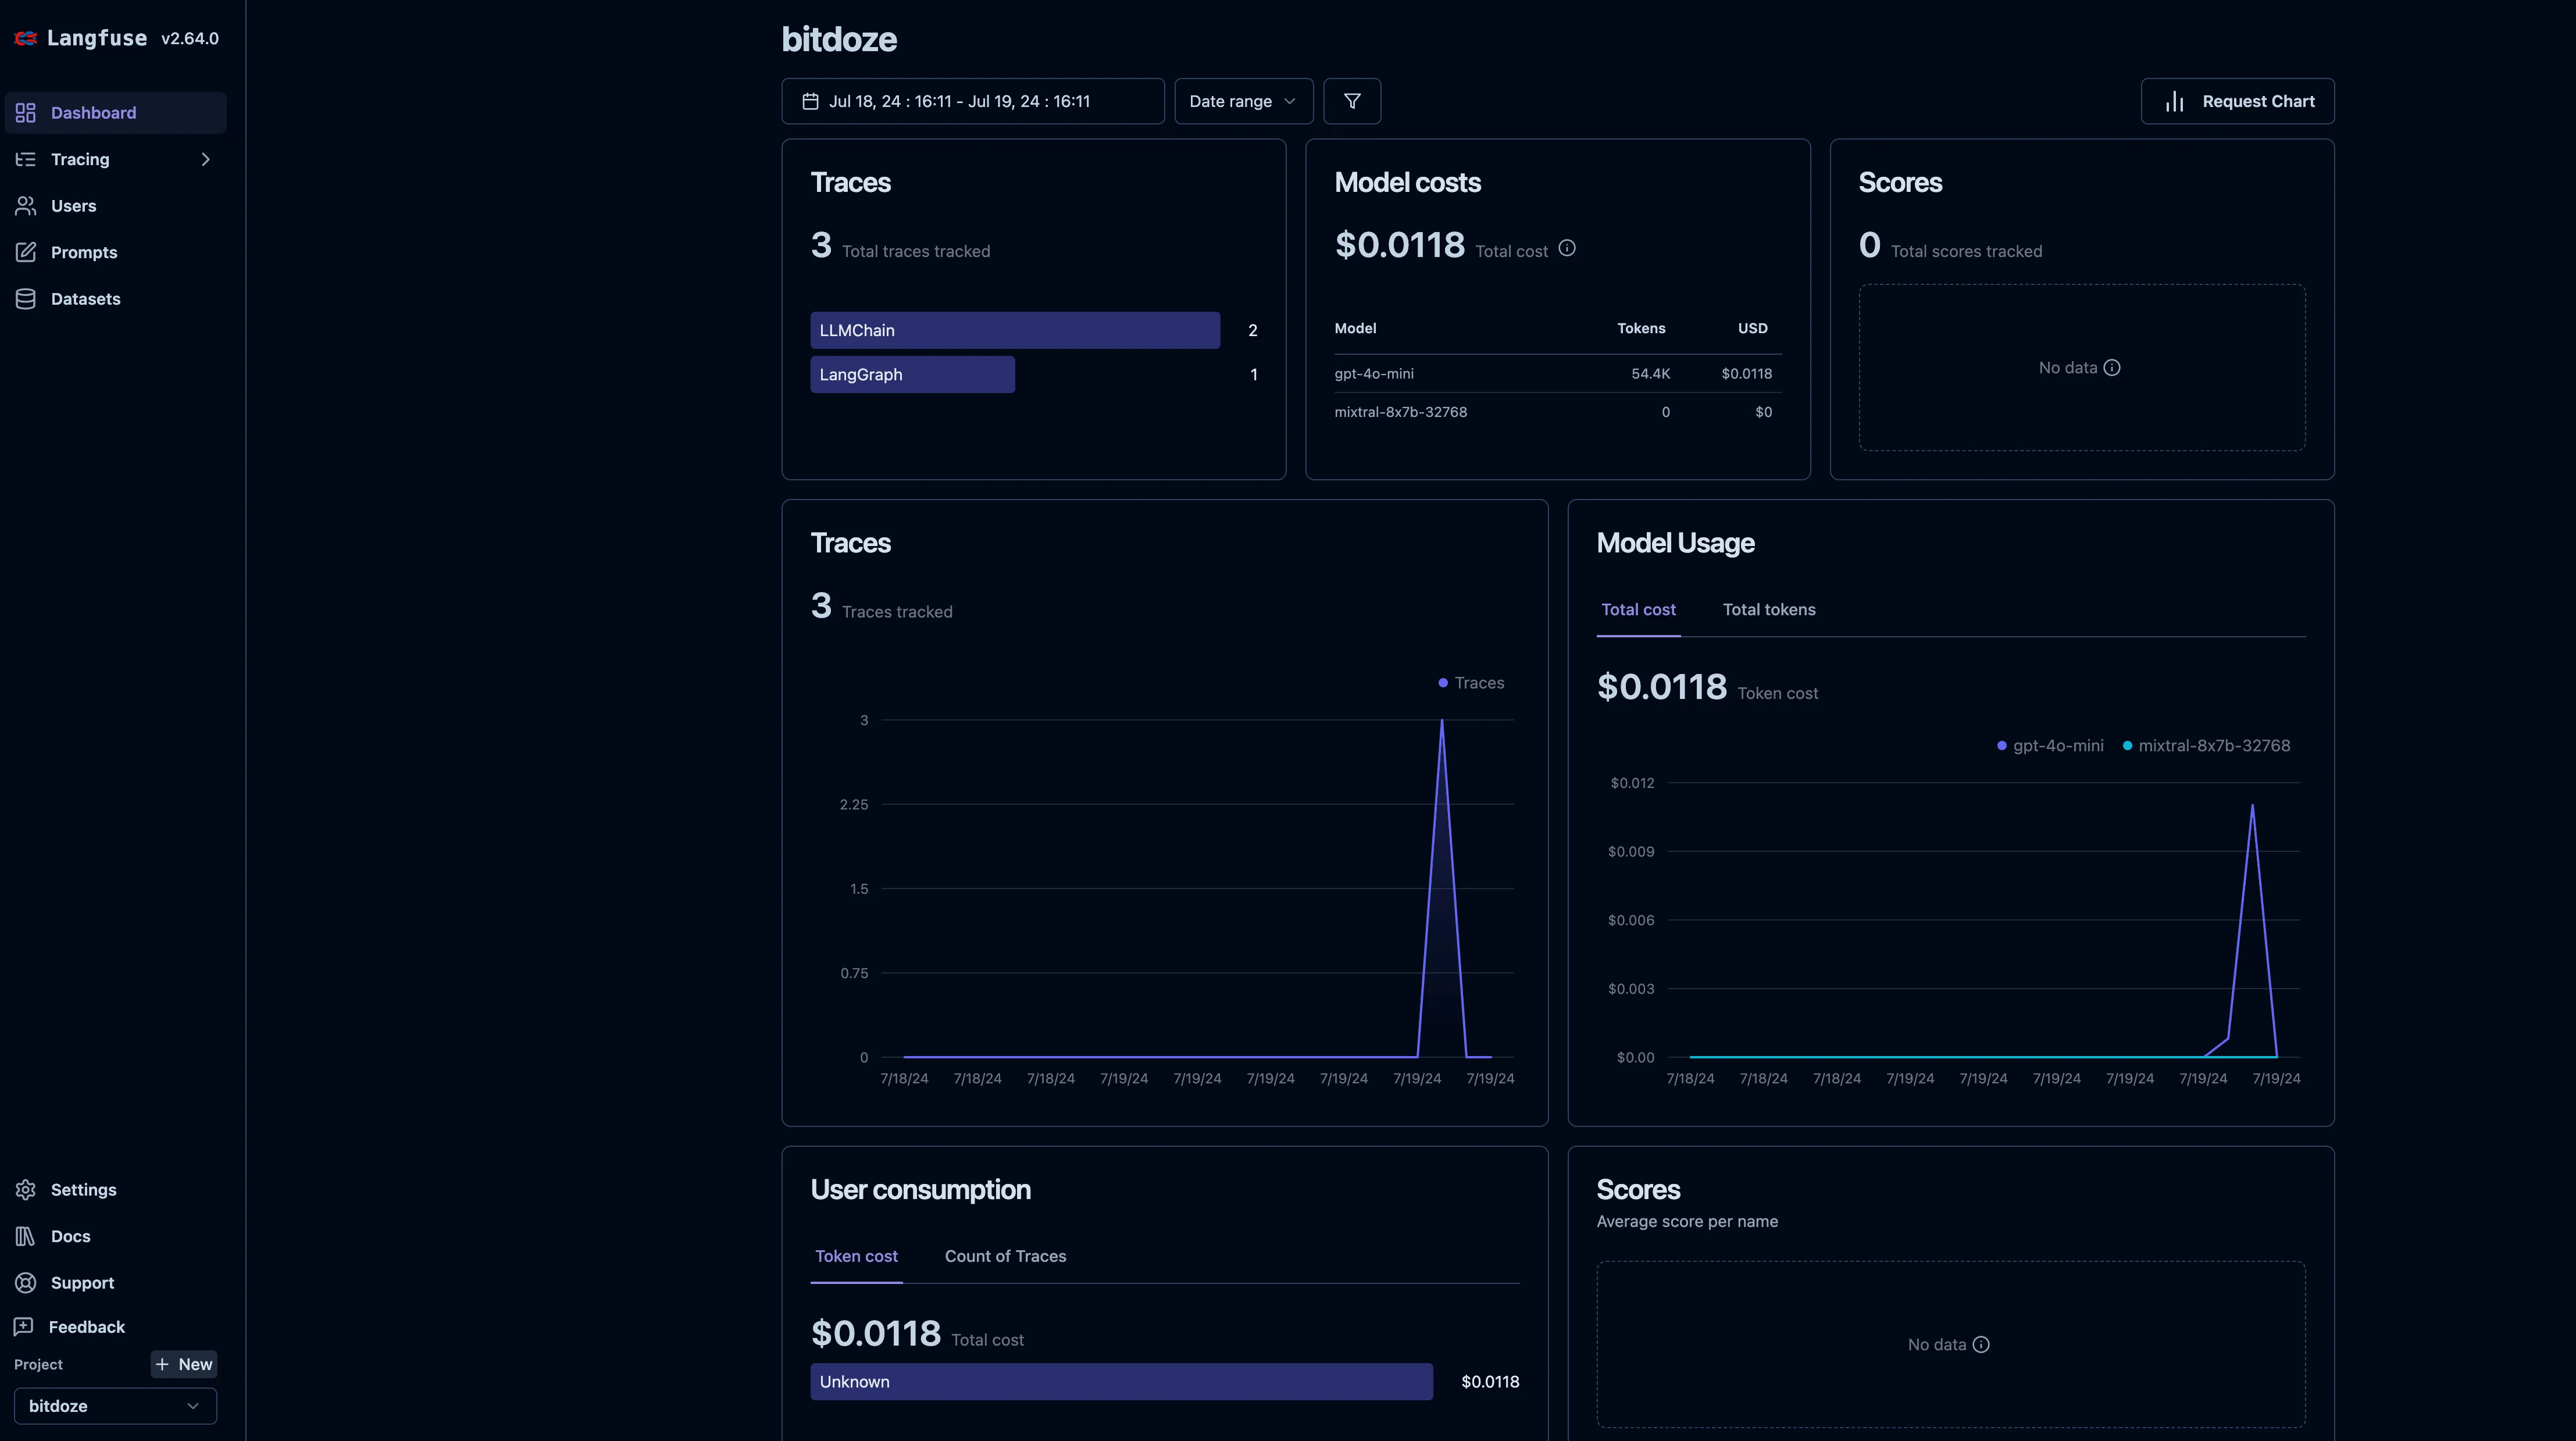 Langfuse v2.64.0
Dashboard
Tracing
Users
Prompts
Datasets
Settings
Docs
Support
Feedback
Project + New
bitdoze
bitdoze
Jul 18, 24 : 16:11 - Jul 19, 24 : 16:11
Date range
Request Chart
Traces
3 Total traces tracked
LLMChain 2
LangGraph 1
Model costs
$0.0118 Total cost
Model Tokens USD
gpt-4o-mini 54.4K $0.0118
mixtral-8x7b-32768 0 $0
Scores
0 Total scores tracked
No data
Traces
3 Traces tracked
Traces
3
2.25
1.5
0.75
0
7/18/24 7/18/24 7/18/24 7/19/24 7/19/24 7/19/24 7/19/24 7/19/24 7/19/24
Model Usage
Total cost Total tokens
$0.0118 Token cost
gpt-4o-mini mixtral-8x7b-32768
$0.012
$0.009
$0.006
$0.003
$0.00
7/18/24 7/18/24 7/18/24 7/19/24 7/19/24 7/19/24 7/19/24 7/19/24 7/19/24
User consumption
Token cost Count of Traces
$0.0118 Total cost
Unknown $0.0118
Scores
Average score per name
No data